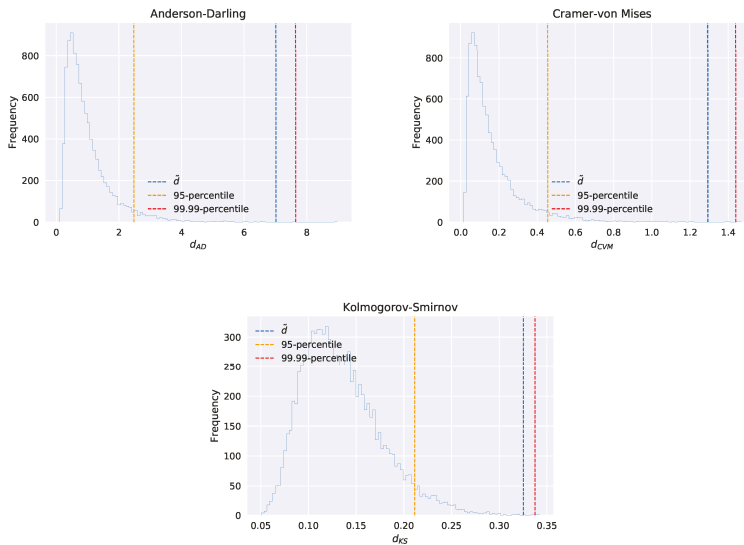 Anderson-Darling
Frequency
800
600
400
200
0
0 2 4 6 8
d_AD
d̃
95-percentile
99.99-percentile
Cramer-von Mises
Frequency
800
600
400
200
0
0.0 0.2 0.4 0.6 0.8 1.0 1.2 1.4
d_CVM
d̃
95-percentile
99.99-percentile
Kolmogorov-Smirnov
Frequency
300
250
200
150
100
50
0
0.05 0.10 0.15 0.20 0.25 0.30 0.35
d_KS
d̃
95-percentile
99.99-percentile